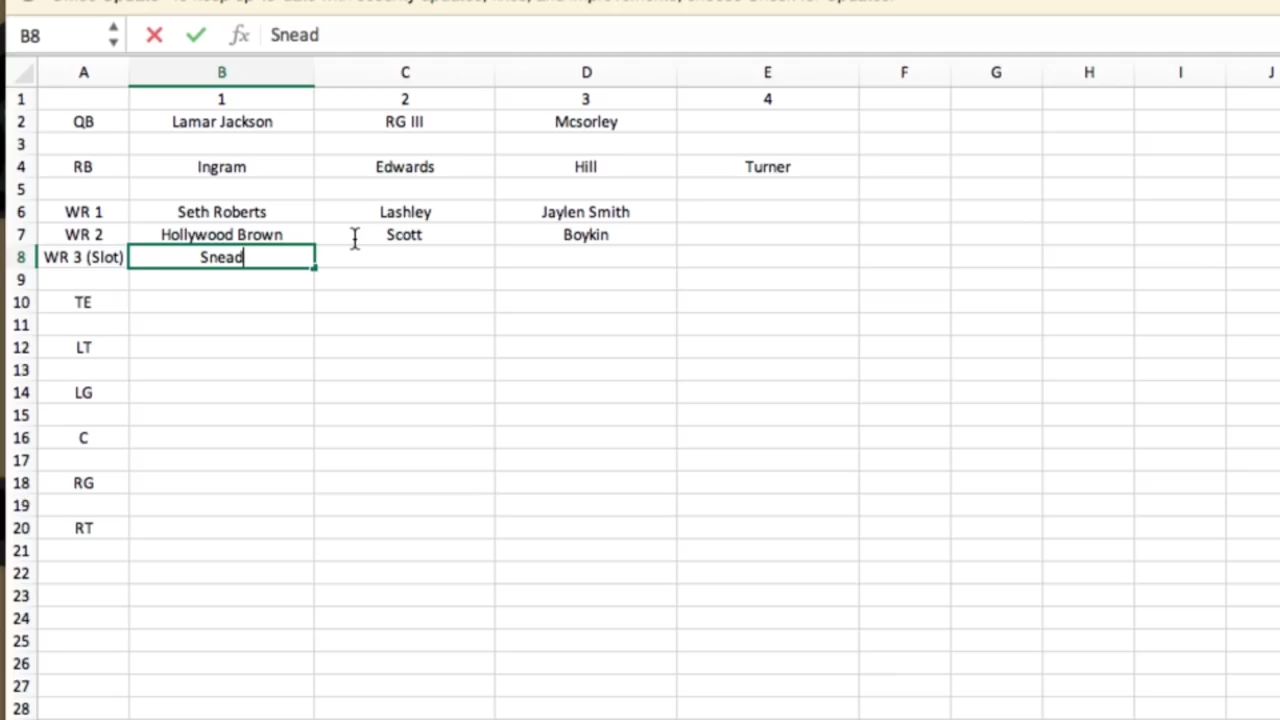 B8 fx Snead
A B C D E F G H I J
1 1 2 3 4
2 QB Lamar Jackson RG III Mcsorley
3
4 RB Ingram Edwards Hill Turner
5
6 WR 1 Seth Roberts Lashley Jaylen Smith
7 WR 2 Hollywood Brown Scott Boykin
8 WR 3 (Slot) Snead
9
10 TE
11
12 LT
13
14 LG
15
16 C
17
18 RG
19
20 RT
21
22
23
24
25
26
27
28